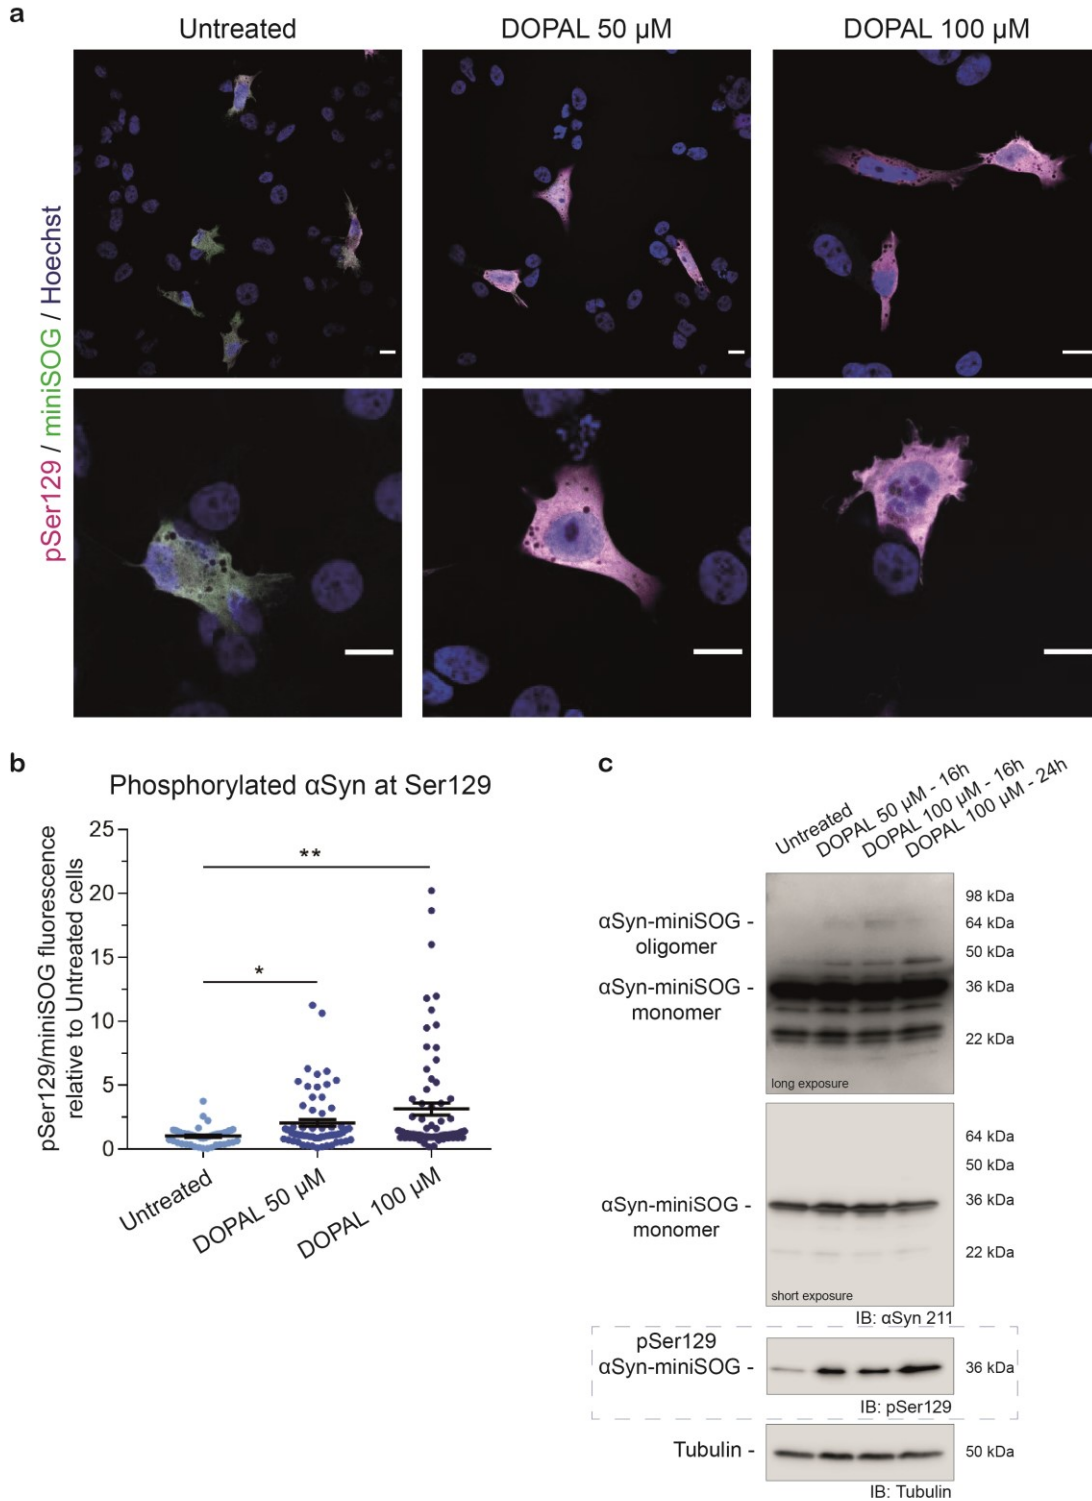 a
Untreated
DOPAL 50 µM
DOPAL 100 µM
pSer129 / miniSOG / Hoechst
b
Phosphorylated αSyn at Ser129
pSer129/miniSOG fluorescence
relative to Untreated cells
25
20
15
10
5
0
**
*
Untreated
DOPAL 50 µM
DOPAL 100 µM
c
Untreated
DOPAL 50 µM - 16h
DOPAL 100 µM - 16h
DOPAL 100 µM - 24h
αSyn-miniSOG -
oligomer
αSyn-miniSOG -
monomer
98 kDa
64 kDa
50 kDa
36 kDa
22 kDa
long exposure
αSyn-miniSOG -
monomer
64 kDa
50 kDa
36 kDa
22 kDa
short exposure
IB: αSyn 211
pSer129
αSyn-miniSOG -
36 kDa
IB: pSer129
Tubulin -
50 kDa
IB: Tubulin